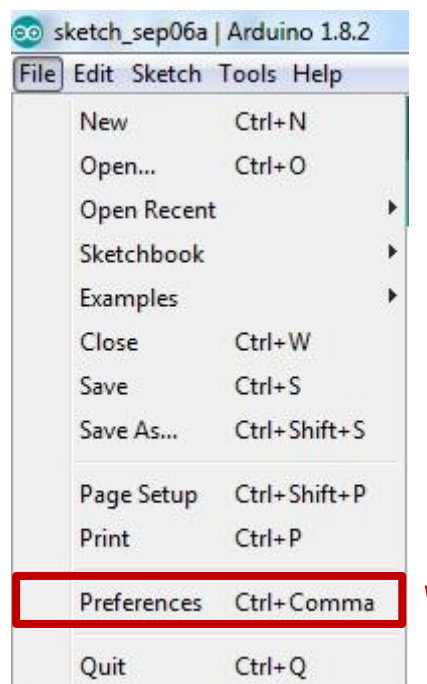 sketch_sep06a | Arduino 1.8.2
File Edit Sketch Tools Help
New Ctrl+N
Open... Ctrl+O
Open Recent
Sketchbook
Examples
Close Ctrl+W
Save Ctrl+S
Save As... Ctrl+Shift+S
Page Setup Ctrl+Shift+P
Print Ctrl+P
Preferences Ctrl+Comma
Quit Ctrl+Q